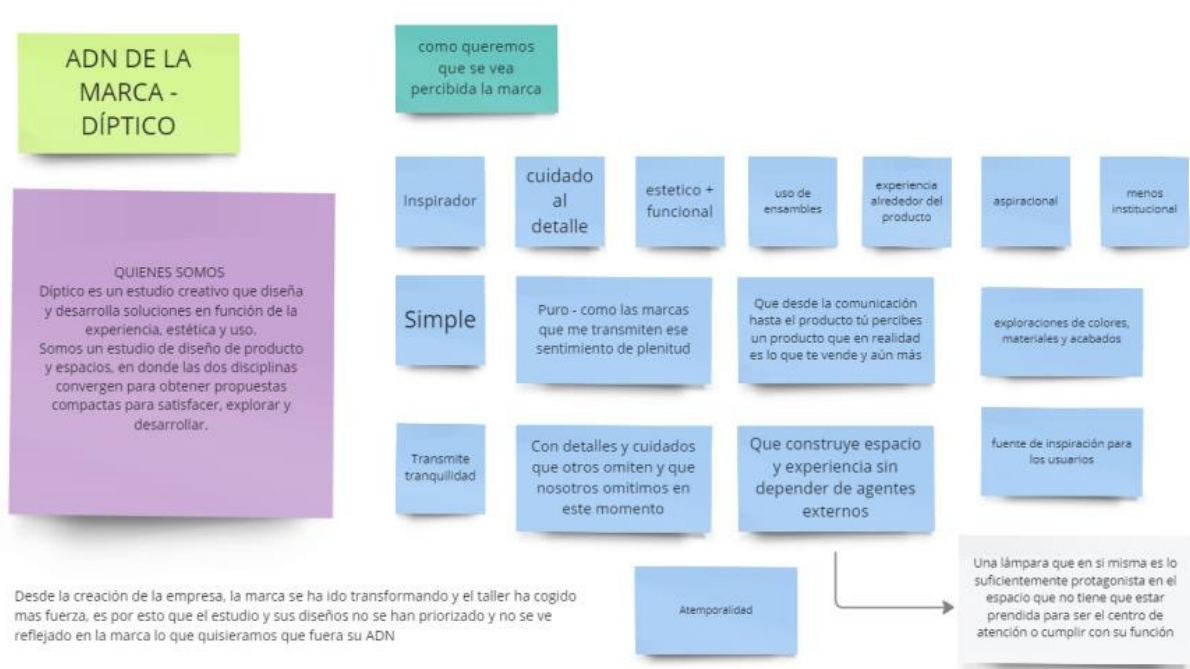 ADN DE LA
MARCA -
DÍPTICO
como queremos
que se vea
percibida la marca
QUIENES SOMOS
Díptico es un estudio creativo que diseña
y desarrolla soluciones en función de la
experiencia, estética y uso.
Somos un estudio de diseño de producto
y espacios, en donde las dos disciplinas
convergen para obtener propuestas
compactas para satisfacer, explorar y
desarrollar.
Inspirador
cuidado
al
detalle
estetico +
funcional
uso de
ensambles
experiencia
alrededor del
producto
aspiracional
menos
institucional
Simple
Puro - como las marcas
que me transmiten ese
sentimiento de plenitud
Que desde la comunicación
hasta el producto tú percibes
un producto que en realidad
es lo que te vende y aún más
exploraciones de colores,
materiales y acabados
Transmite
tranquilidad
Con detalles y cuidados
que otros omiten y que
nosotros omitimos en
este momento
Que construye espacio
y experiencia sin
depender de agentes
externos
fuente de inspiración para
los usuarios
Desde la creación de la empresa, la marca se ha ido transformando y el taller ha cogido
mas fuerza, es por esto que el estudio y sus diseños no se han priorizado y no se ve
reflejado en la marca lo que quisieramos que fuera su ADN
Atemporalidad
Una lámpara que en si misma es lo
suficientemente protagonista en el
espacio que no tiene que estar
prendida para ser el centro de
atención o cumplir con su función